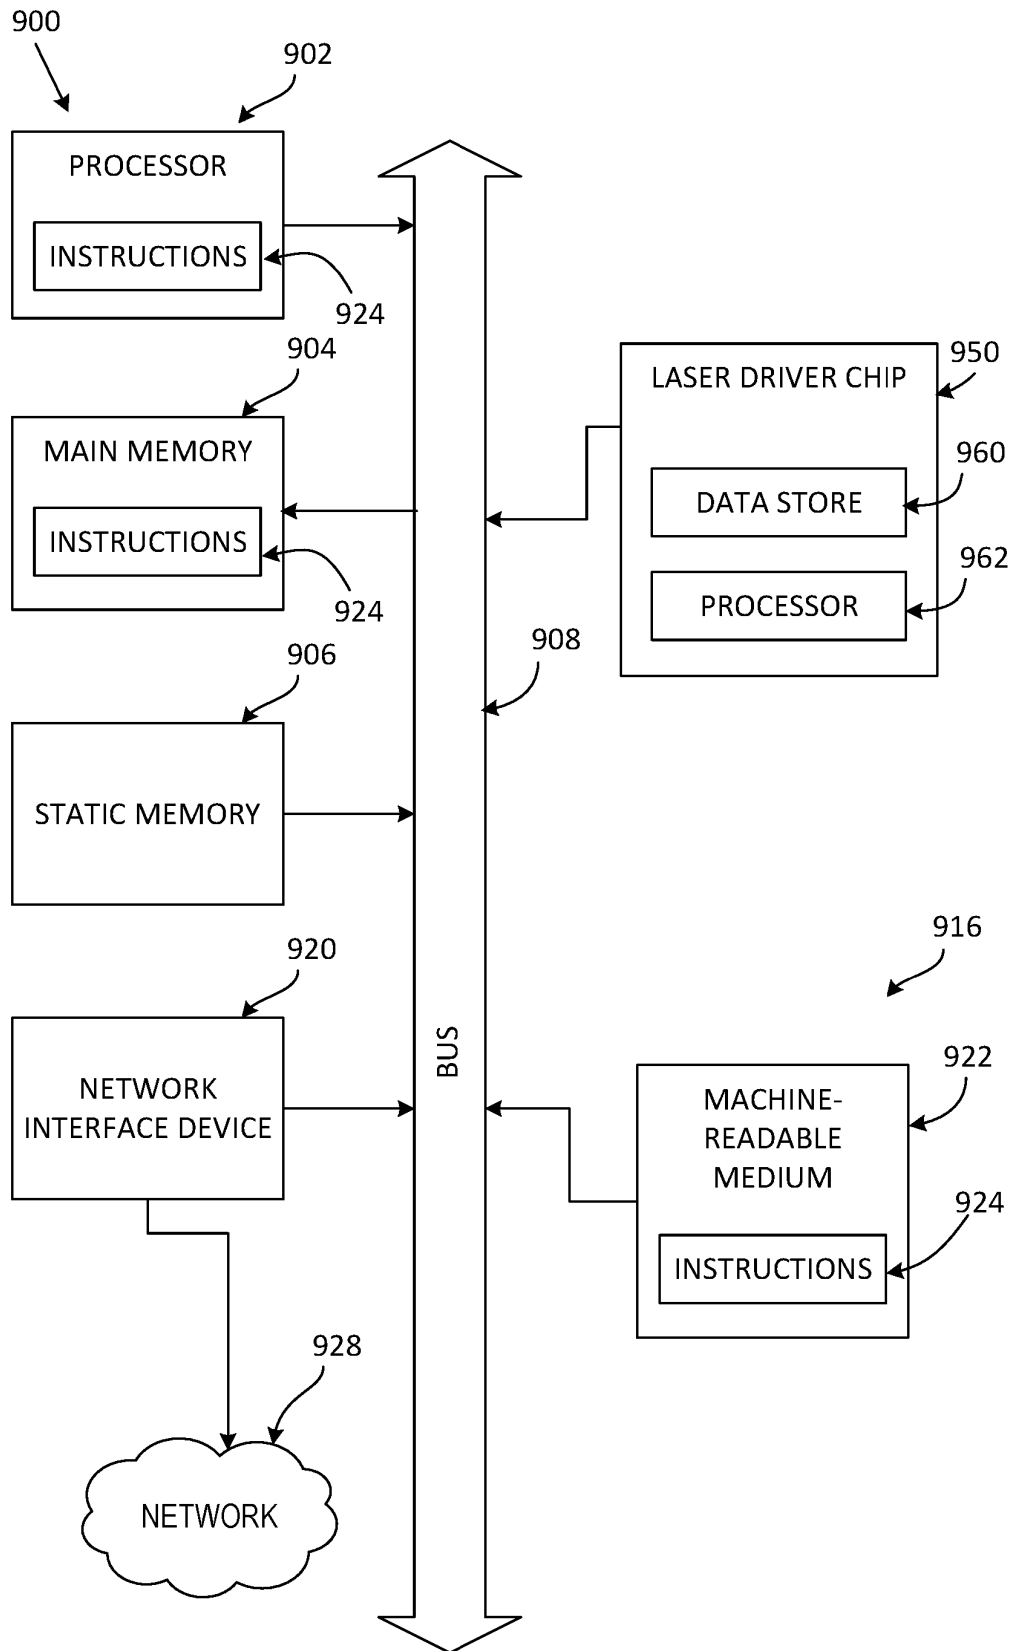 900
902
PROCESSOR
INSTRUCTIONS
924
904
MAIN MEMORY
INSTRUCTIONS
924
906
STATIC MEMORY
920
NETWORK
INTERFACE DEVICE
928
NETWORK
BUS
908
950
LASER DRIVER CHIP
960
DATA STORE
962
PROCESSOR
916
922
MACHINE-
READABLE
MEDIUM
924
INSTRUCTIONS